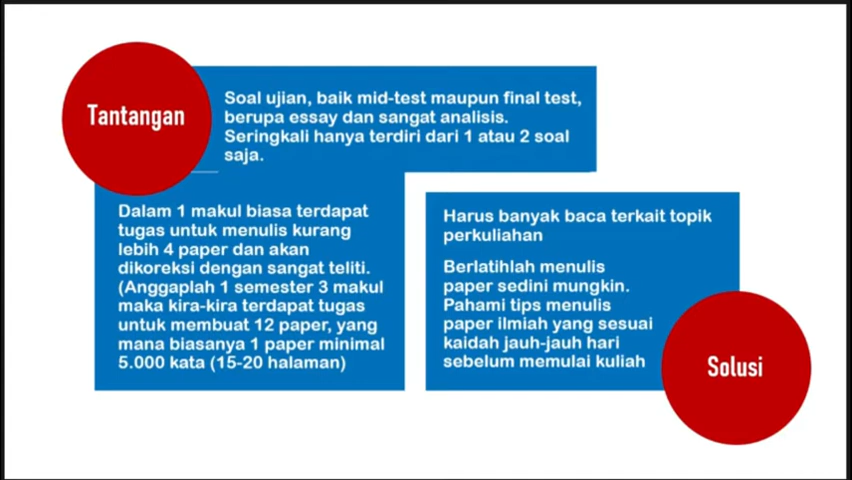 Tantangan
Soal ujian, baik mid-test maupun final test,
berupa essay dan sangat analisis.
Seringkali hanya terdiri dari 1 atau 2 soal
saja.
Dalam 1 makul biasa terdapat
tugas untuk menulis kurang
lebih 4 paper dan akan
dikoreksi dengan sangat teliti.
(Anggaplah 1 semester 3 makul
maka kira-kira terdapat tugas
untuk membuat 12 paper, yang
mana biasanya 1 paper minimal
5.000 kata (15-20 halaman)
Harus banyak baca terkait topik
perkuliahan
Berlatihlah menulis
paper sedini mungkin.
Pahami tips menulis
paper ilmiah yang sesuai
kaidah jauh-jauh hari
sebelum memulai kuliah
Solusi